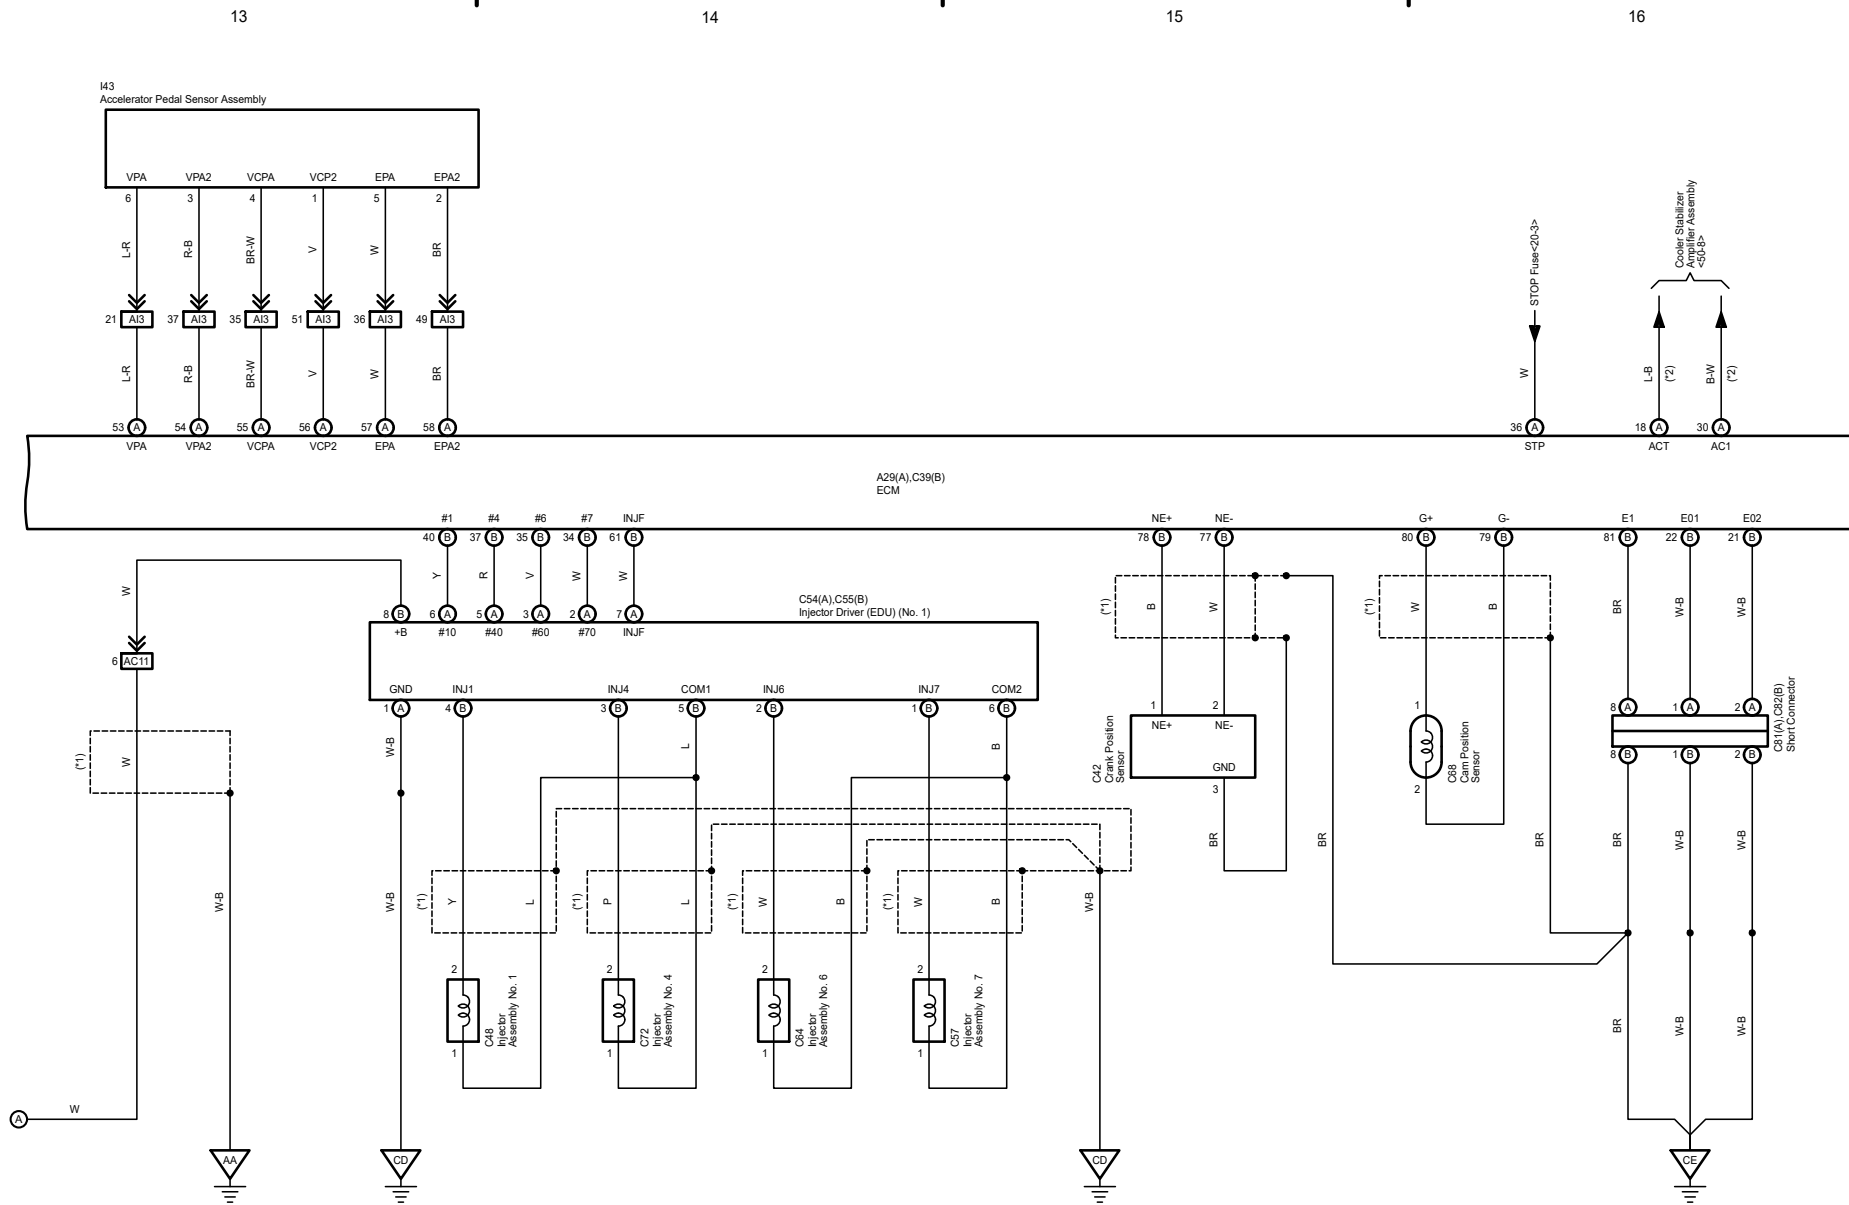 13 14 15 16
I43
Accelerator Pedal Sensor Assembly
VPA VPA2 VCPA VCP2 EPA EPA2
6 3 4 1 5 2
L-R R-B BR-W V W BR
21 AI3 37 AI3 35 AI3 51 AI3 36 AI3 49 AI3
L-R R-B BR-W V W BR
STOP Fuse<20-3>
Cooler Stabilizer
Amplifier Assembly
<50-8>
W L-B (*2) B-W (*2)
53 A 54 A 55 A 56 A 57 A 58 A 36 A 18 A 30 A
VPA VPA2 VCPA VCP2 EPA EPA2 STP ACT AC1
A29(A),C39(B)
ECM
#1 #4 #6 #7 INJF NE+ NE- G+ G- E1 E01 E02
40 B 37 B 35 B 34 B 61 B 78 B 77 B 80 B 79 B 81 B 22 B 21 B
W Y R V W W
(*1) B W (*1) W B BR W-B W-B
C54(A),C55(B)
Injector Driver (EDU) (No. 1)
8 B 6 A 5 A 3 A 2 A 7 A
+B #10 #40 #60 #70 INJF
6 AC11
GND INJ1 INJ4 COM1 INJ6 INJ7 COM2
1 A 4 B 3 B 5 B 2 B 1 B 6 B
1 2 1 8 A 1 A 2 A
NE+ NE-
GND
3 2
C42
Crank Position
Sensor
C68
Cam Position
Sensor
C81(A),C82(B)
Short Connector
8 B 1 B 2 B
(*1) W W-B L B
BR BR BR BR W-B W-B
W-B W-B (*1) Y L (*1) P L (*1) W B (*1) W B W-B
2 2 2 2
C48
Injector
Assembly No. 1
C72
Injector
Assembly No. 4
C64
Injector
Assembly No. 6
C57
Injector
Assembly No. 7
1 1 1 1
BR W-B W-B
A W
AA CD CD CE